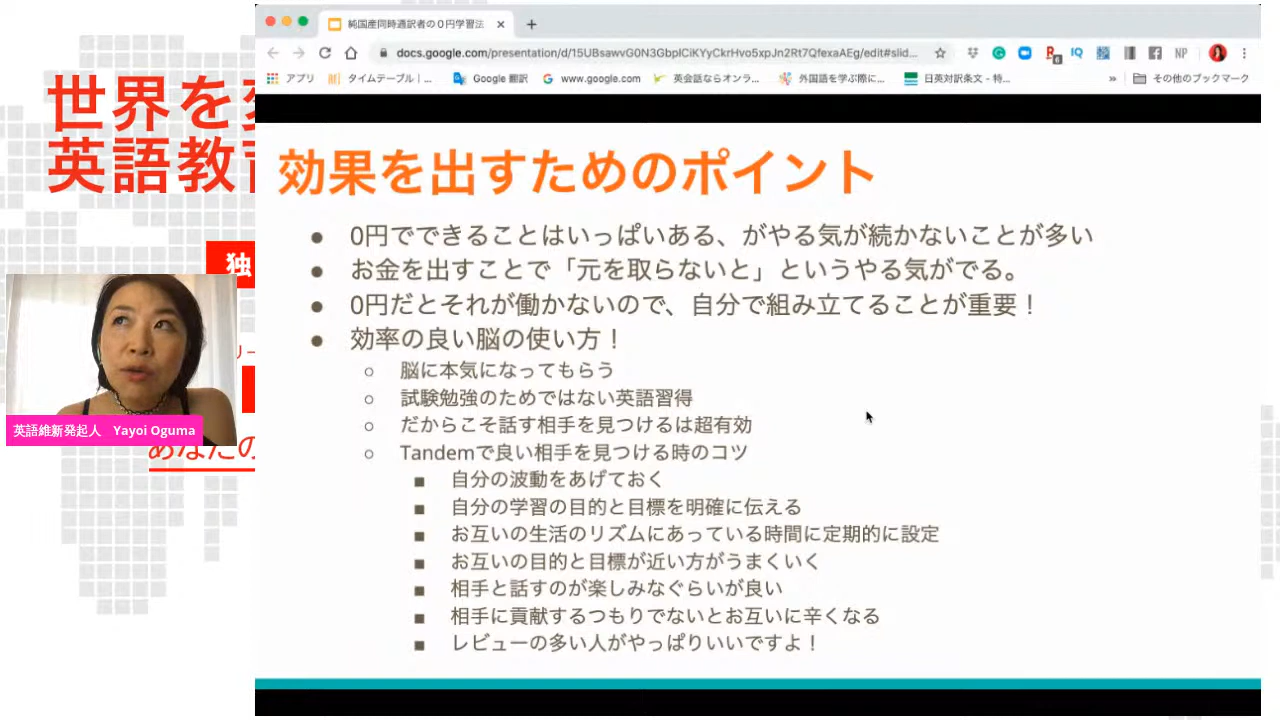 純国産同時通訳者の０円学習法
docs.google.com/presentation/d/15UBsawvG0N3GbplCiKYyCkrHvo5xpJn2Rt7QfexaAEg/edit#slid...
アプリ タイムテーブル | ... Google 翻訳 www.google.com 英会話ならオンラ... 外国語を学ぶ際に... 日英対訳条文 - 特... » その他のブックマーク
世界を
英語教育
独
効果を出すためのポイント
● 0円でできることはいっぱいある、がやる気が続かないことが多い
● お金を出すことで「元を取らないと」というやる気がでる。
● 0円だとそれが働かないので、自分で組み立てることが重要！
● 効率の良い脳の使い方！
○ 脳に本気になってもらう
○ 試験勉強のためではない英語習得
○ だからこそ話す相手を見つけるは超有効
○ Tandemで良い相手を見つける時のコツ
■ 自分の波動をあげておく
■ 自分の学習の目的と目標を明確に伝える
■ お互いの生活のリズムにあっている時間に定期的に設定
■ お互いの目的と目標が近い方がうまくいく
■ 相手と話すのが楽しみなぐらいが良い
■ 相手に貢献するつもりでないとお互いに辛くなる
■ レビューの多い人がやっぱりいいですよ！
英語維新発起人 Yayoi Oguma
あなたの